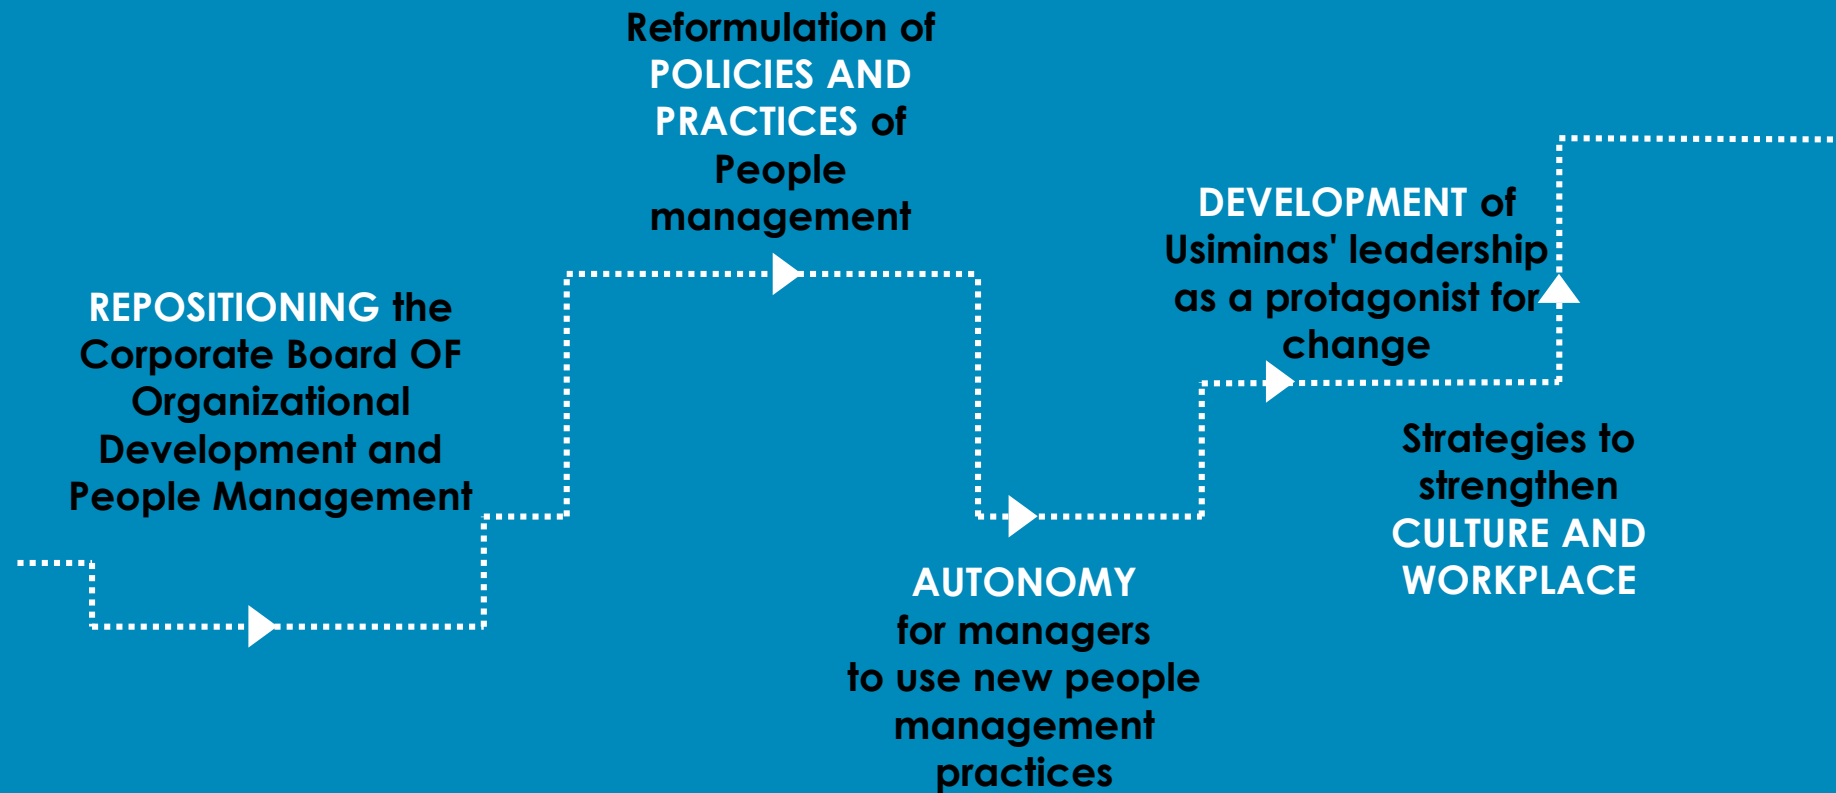 REPOSITIONING the
Corporate Board OF
Organizational
Development and
People Management
Reformulation of
POLICIES AND
PRACTICES of
People
management
AUTONOMY
for managers
to use new people
management
practices
DEVELOPMENT of
Usiminas' leadership
as a protagonist for
change
Strategies to
strengthen
CULTURE AND
WORKPLACE